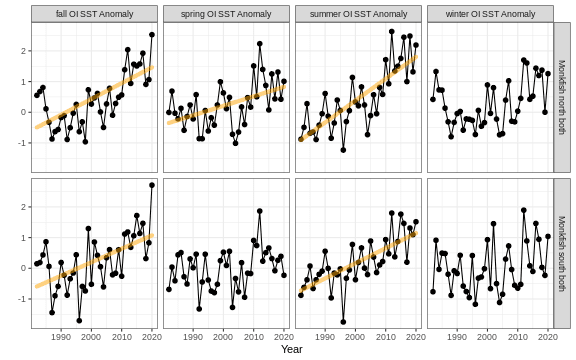 fall OI SST Anomaly
spring OI SST Anomaly
summer OI SST Anomaly
winter OI SST Anomaly
2
1
0
-1
Monkfish north both
2
1
0
-1
Monkfish south both
1990 2000 2010 2020
1990 2000 2010 2020
1990 2000 2010 2020
1990 2000 2010 2020
Year